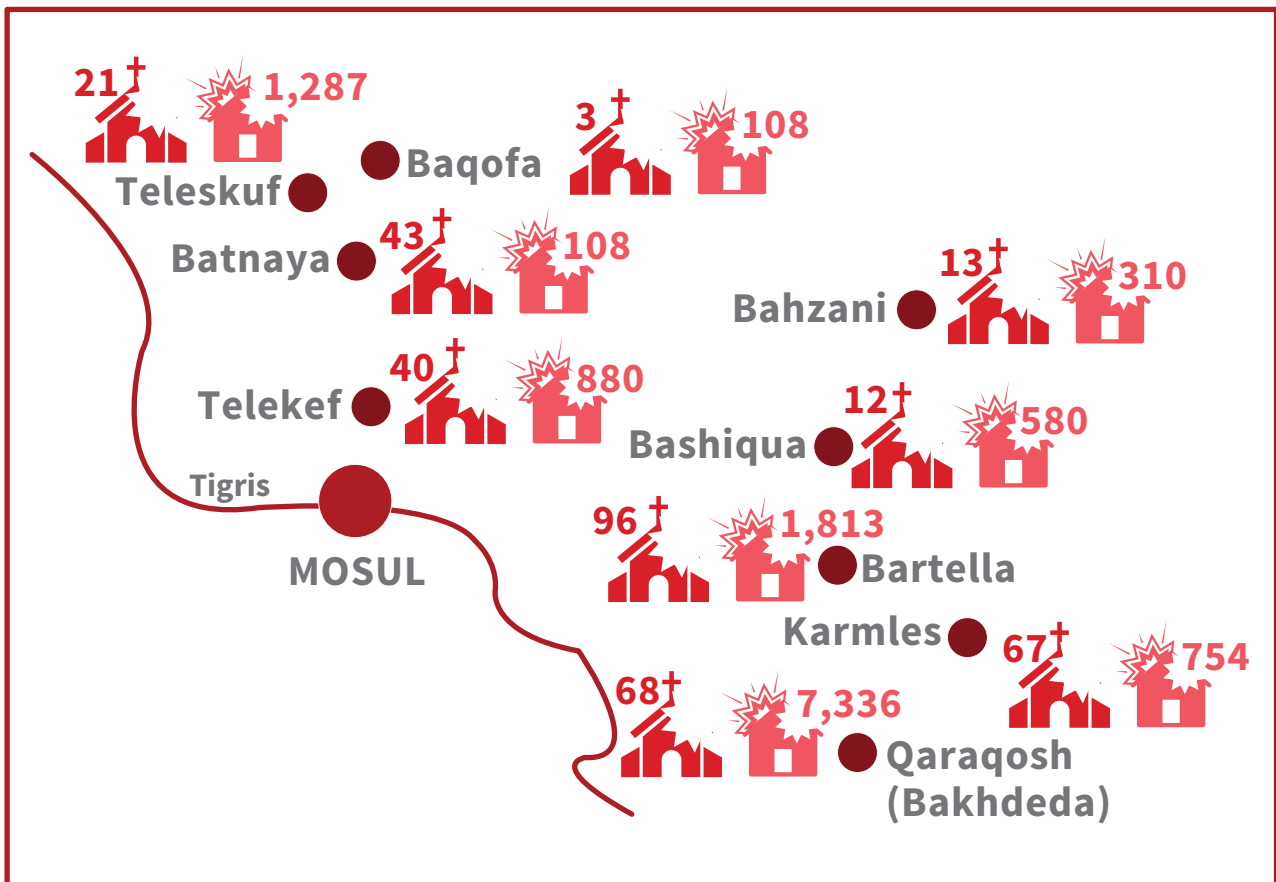 21
1,287
Teleskuf
Baqofa
3
108
Batnaya
43
108
Bahzani
13
310
Telekef
40
880
Bashiqua
12
580
Tigris
MOSUL
96
1,813
Bartella
Karmles
67
754
68
7,336
Qaraqosh
(Bakhdeda)